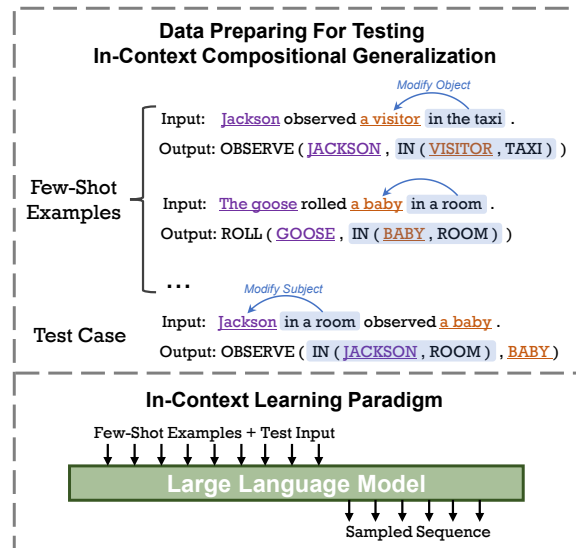 Data Preparing For Testing
In-Context Compositional Generalization
Modify Object
Input: Jackson observed a visitor in the taxi .
Output: OBSERVE ( JACKSON , IN ( VISITOR , TAXI ) )
Few-Shot
Examples
Input: The goose rolled a baby in a room .
Output: ROLL ( GOOSE , IN ( BABY , ROOM ) )
...
Modify Subject
Test Case
Input: Jackson in a room observed a baby .
Output: OBSERVE ( IN ( JACKSON , ROOM ) , BABY )
In-Context Learning Paradigm
Few-Shot Examples + Test Input
Large Language Model
Sampled Sequence